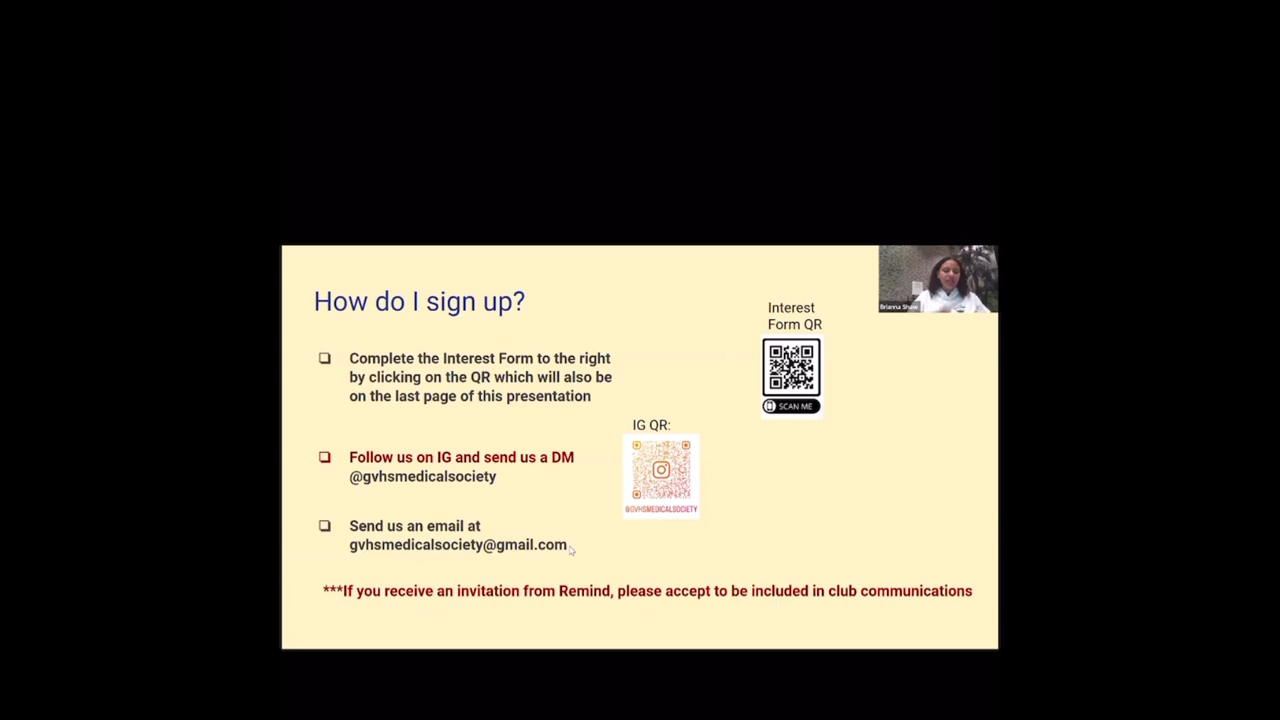 How do I sign up?
Brianna Shaw
Interest
Form QR
SCAN ME
❏ Complete the Interest Form to the right
by clicking on the QR which will also be
on the last page of this presentation
IG QR:
@GVHSMEDICALSOCIETY
❏ Follow us on IG and send us a DM
@gvhsmedicalsociety
❏ Send us an email at
gvhsmedicalsociety@gmail.com
***If you receive an invitation from Remind, please accept to be included in club communications